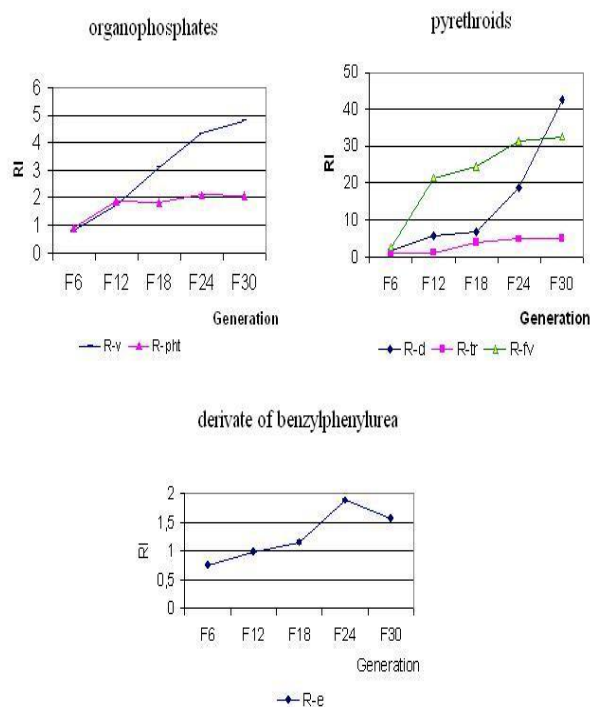 organophosphates
6
5
4
3
2
1
0
RI
F6 F12 F18 F24 F30
Generation
R-v R-pht
pyrethroids
50
40
30
20
10
0
RI
F6 F12 F18 F24 F30
Generation
R-d R-tr R-fv
derivate of benzylphenylurea
2
1,5
1
0,5
0
RI
F6 F12 F18 F24 F30
Generation
R-e